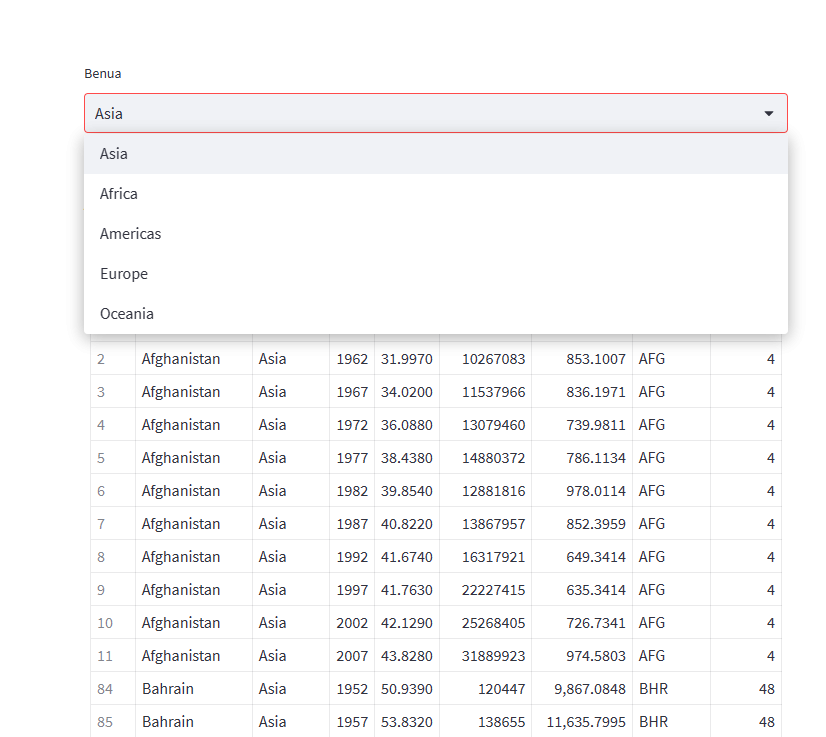 Benua
Asia
Asia
Africa
Americas
Europe
Oceania
2 Afghanistan Asia 1962 31.9970 10267083 853.1007 AFG 4
3 Afghanistan Asia 1967 34.0200 11537966 836.1971 AFG 4
4 Afghanistan Asia 1972 36.0880 13079460 739.9811 AFG 4
5 Afghanistan Asia 1977 38.4380 14880372 786.1134 AFG 4
6 Afghanistan Asia 1982 39.8540 12881816 978.0114 AFG 4
7 Afghanistan Asia 1987 40.8220 13867957 852.3959 AFG 4
8 Afghanistan Asia 1992 41.6740 16317921 649.3414 AFG 4
9 Afghanistan Asia 1997 41.7630 22227415 635.3414 AFG 4
10 Afghanistan Asia 2002 42.1290 25268405 726.7341 AFG 4
11 Afghanistan Asia 2007 43.8280 31889923 974.5803 AFG 4
84 Bahrain Asia 1952 50.9390 120447 9,867.0848 BHR 48
85 Bahrain Asia 1957 53.8320 138655 11,635.7995 BHR 48